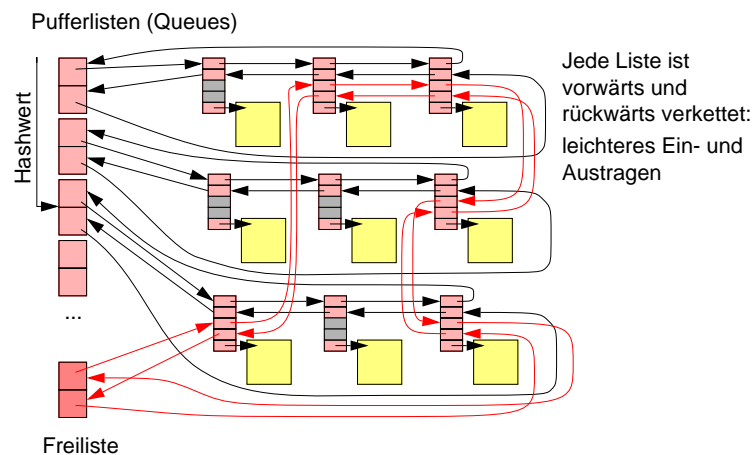 Pufferlisten (Queues)
Hashwert
Jede Liste ist
vorwärts und
rückwärts verkettet:
leichteres Ein- und
Austragen
...
Freiliste